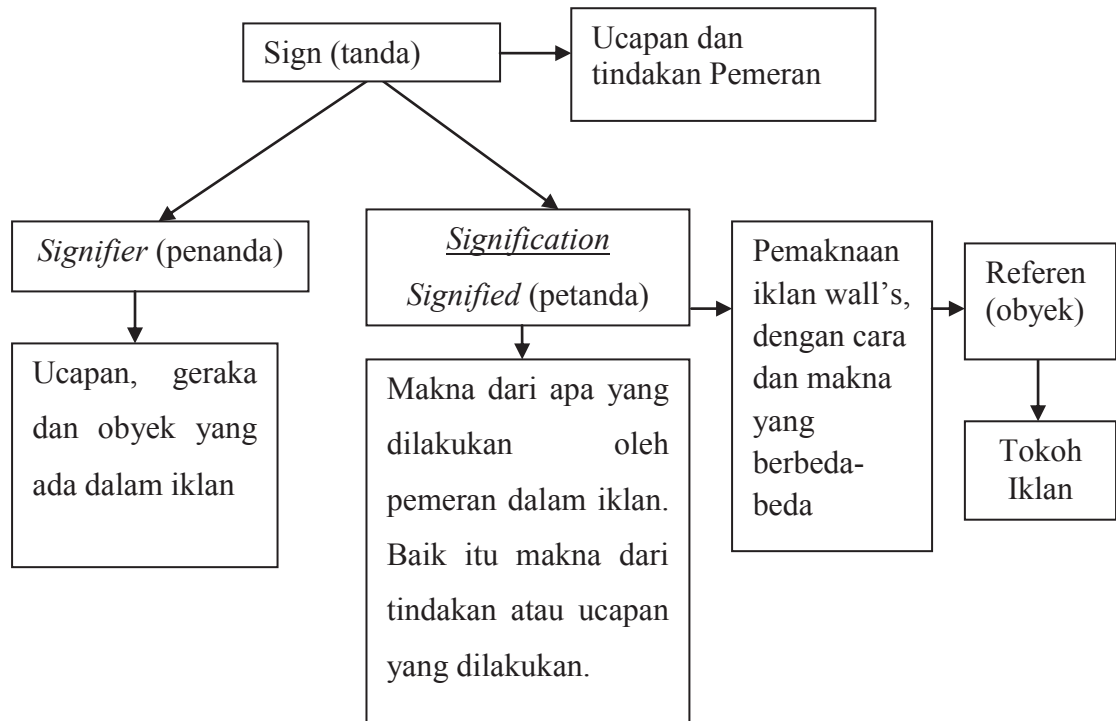 Sign (tanda)
Ucapan dan
tindakan Pemeran
Signifier (penanda)
Signification
Signified (petanda)
Pemaknaan
iklan wall's,
dengan cara
dan makna
yang
berbeda-
beda
Referen
(obyek)
Ucapan, geraka
dan obyek yang
ada dalam iklan
Makna dari apa yang
dilakukan oleh
pemeran dalam iklan.
Baik itu makna dari
tindakan atau ucapan
yang dilakukan.
Tokoh
Iklan